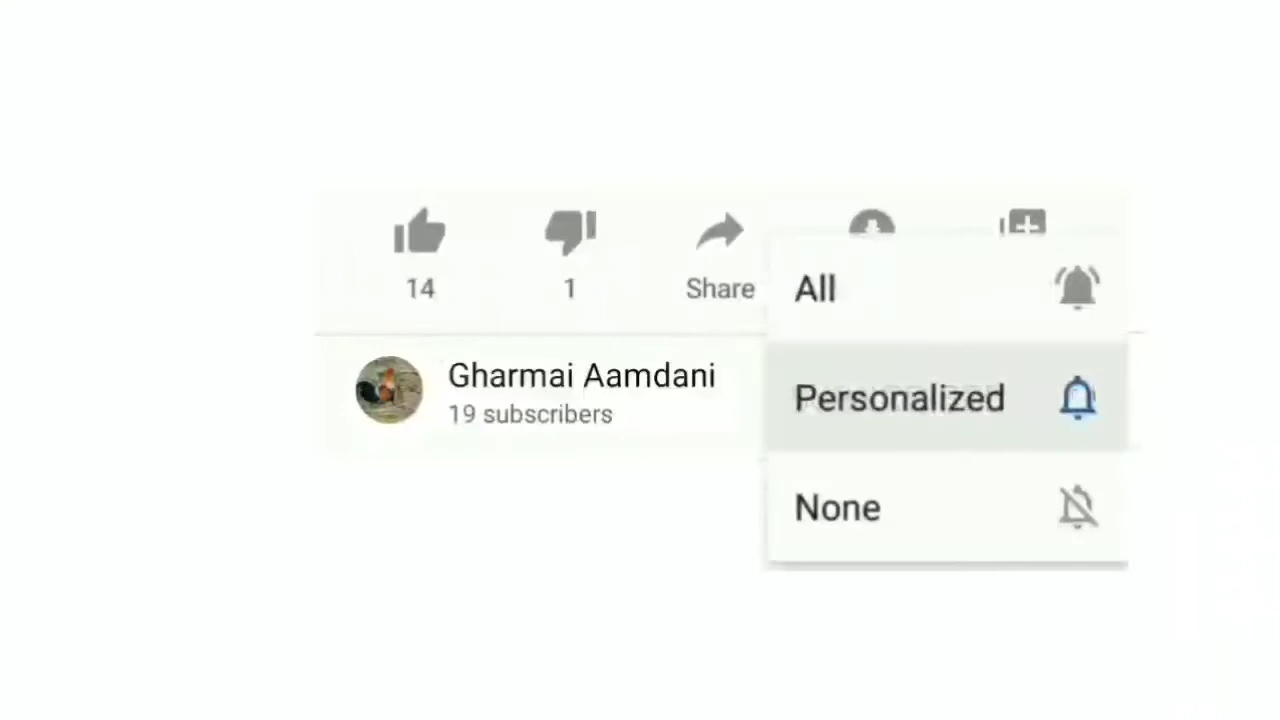 14
1
Share
Gharmai Aamdani
19 subscribers
All
Personalized
None